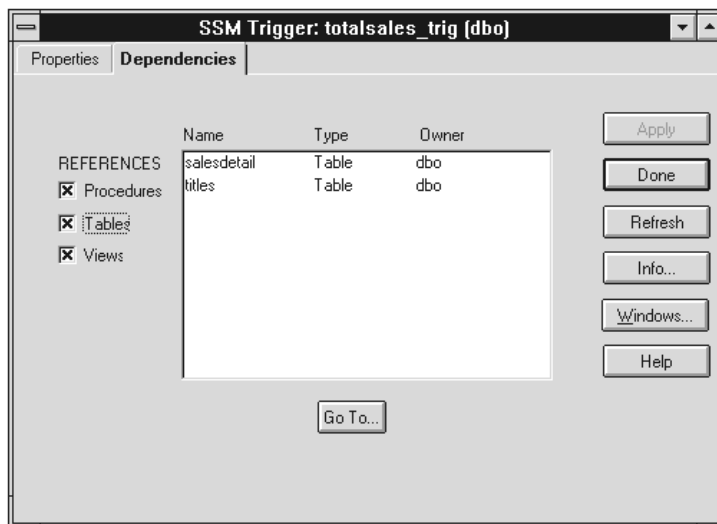 SSM Trigger: totalsales_trig (dbo)
Properties Dependencies
Name Type Owner
REFERENCES
Procedures
Tables
Views
salesdetail Table dbo
titles Table dbo
Apply
Done
Refresh
Info...
Windows...
Help
Go To...